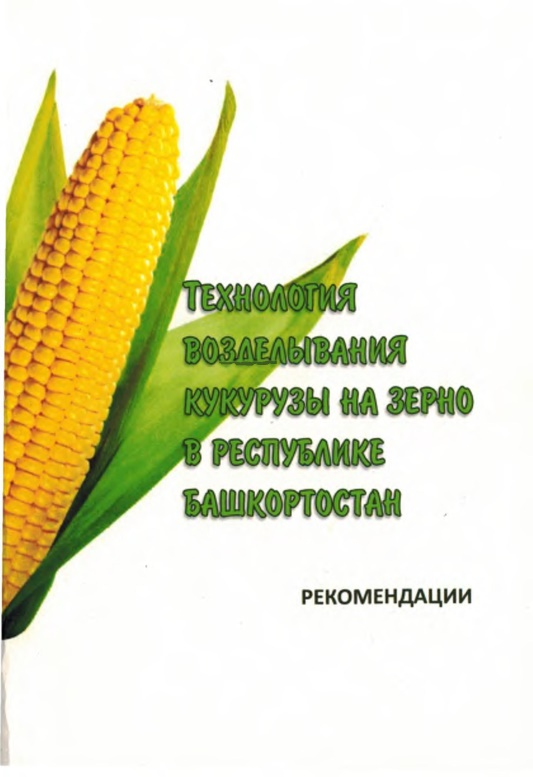 Технология
возделывания
кукурузы на зерно
в республике
Башкортостан
РЕКОМЕНДАЦИИ